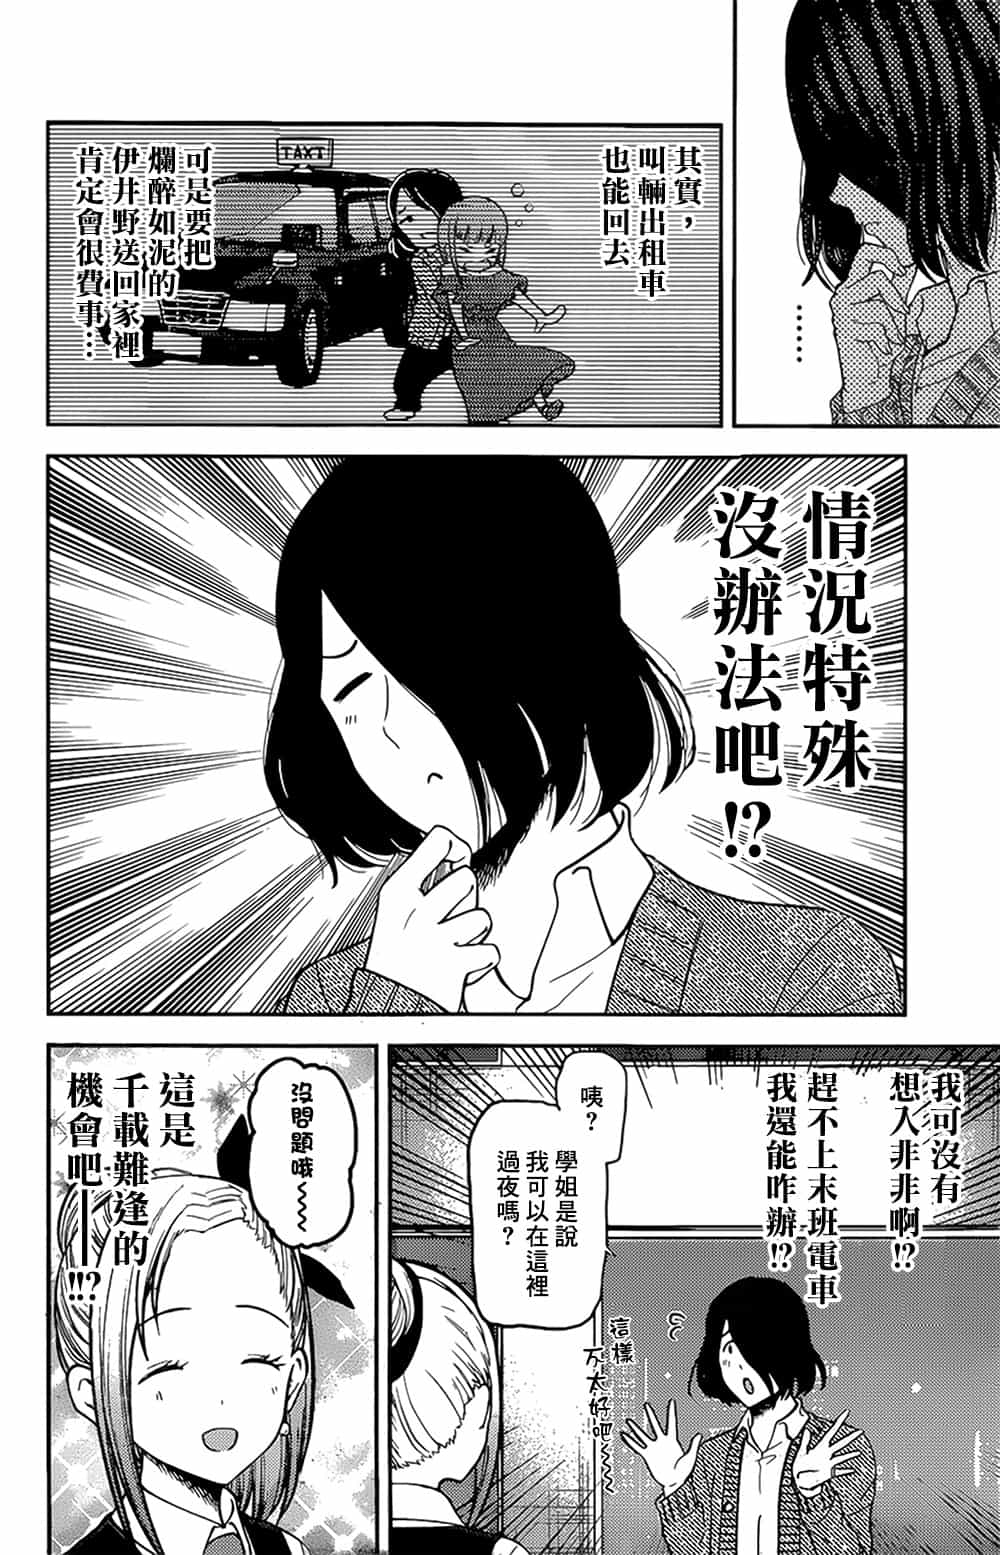 ……
其實，
叫輛出租車
也能回去
TAXI
可是要把
爛醉如泥的
伊井野送回家裡
肯定會很費事…
情況特殊
沒辦法吧!?
我可沒有
想入非非啊!?
趕不上末班電車
我還能咋辦!?
咦？
學姐是說
我可以在這裡
過夜嗎？
這樣
不太好吧～～
沒問題哦～～
這是
千載難逢的
機會吧——!!?